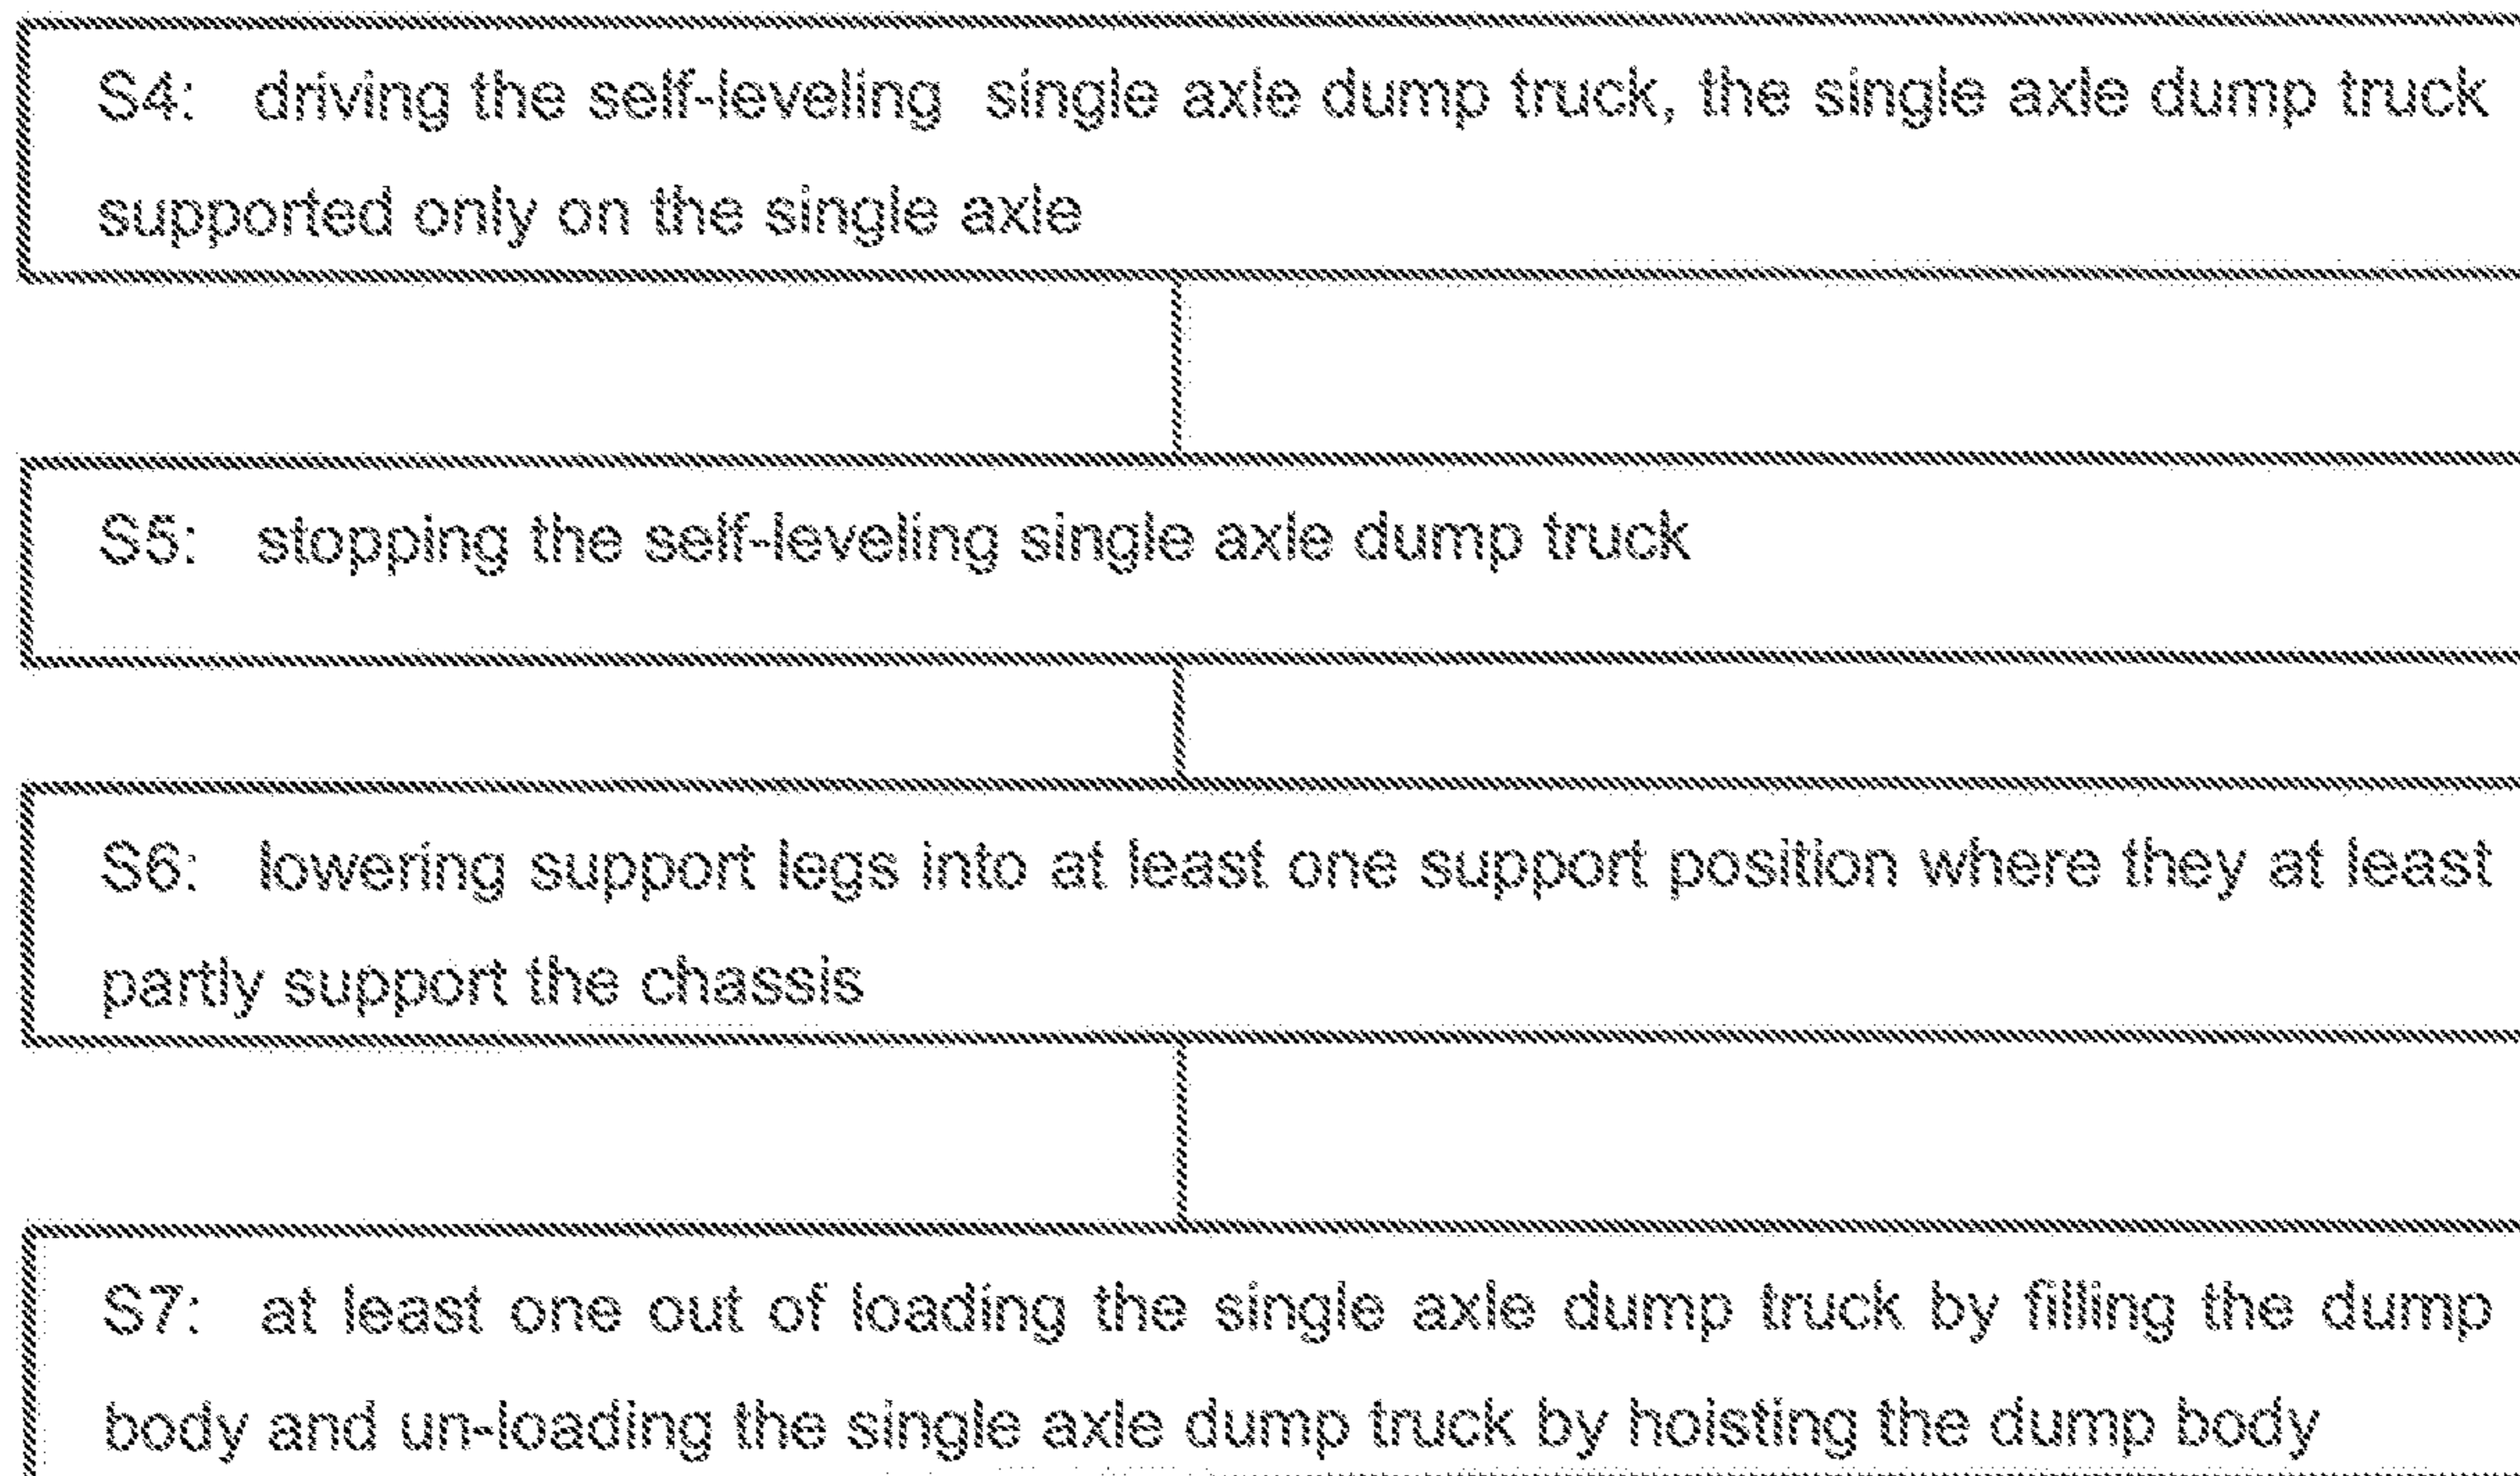 S4: driving the self-leveling single axle dump truck, the single axle dump truck
supported only on the single axle
S5: stopping the self-leveling single axle dump truck
S6: lowering support legs into at least one support position where they at least
partly support the chassis
S7: at least one out of loading the single axle dump truck by filling the dump
body and un-loading the single axle dump truck by hoisting the dump body